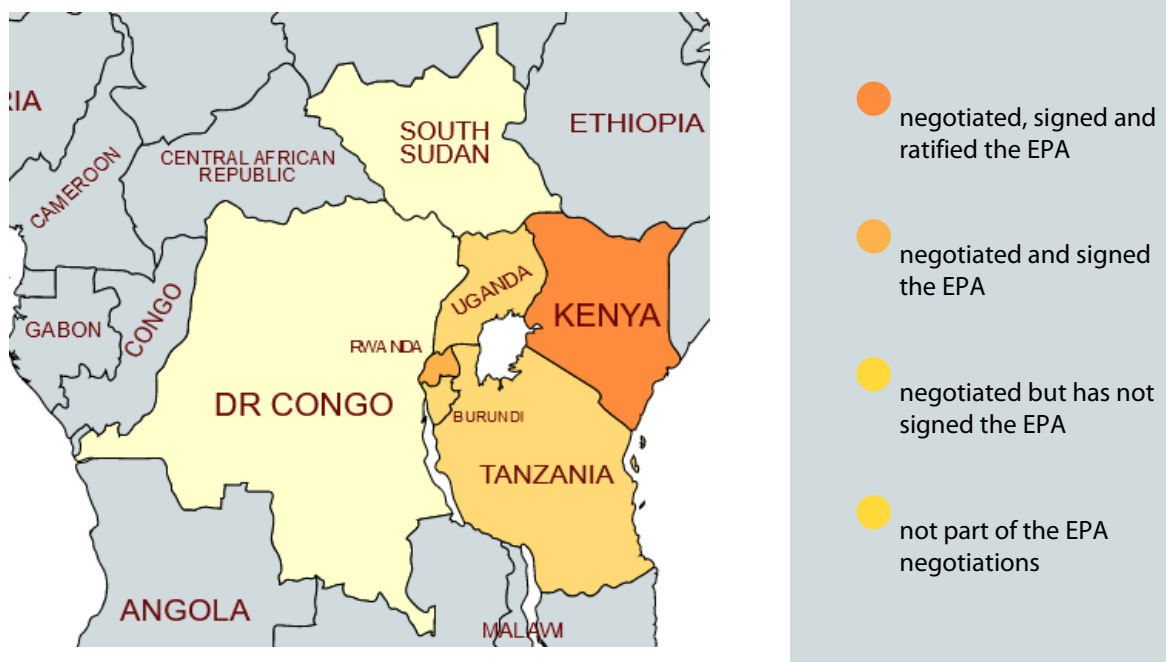 RIA
CAMEROON
CENTRAL AFRICAN
REPUBLIC
SOUTH
SUDAN
ETHIOPIA
GABON
CONGO
UGANDA
KENYA
RWANDA
DR CONGO
BURUNDI
TANZANIA
ANGOLA
MALAWI
negotiated, signed and
ratified the EPA
negotiated and signed
the EPA
negotiated but has not
signed the EPA
not part of the EPA
negotiations